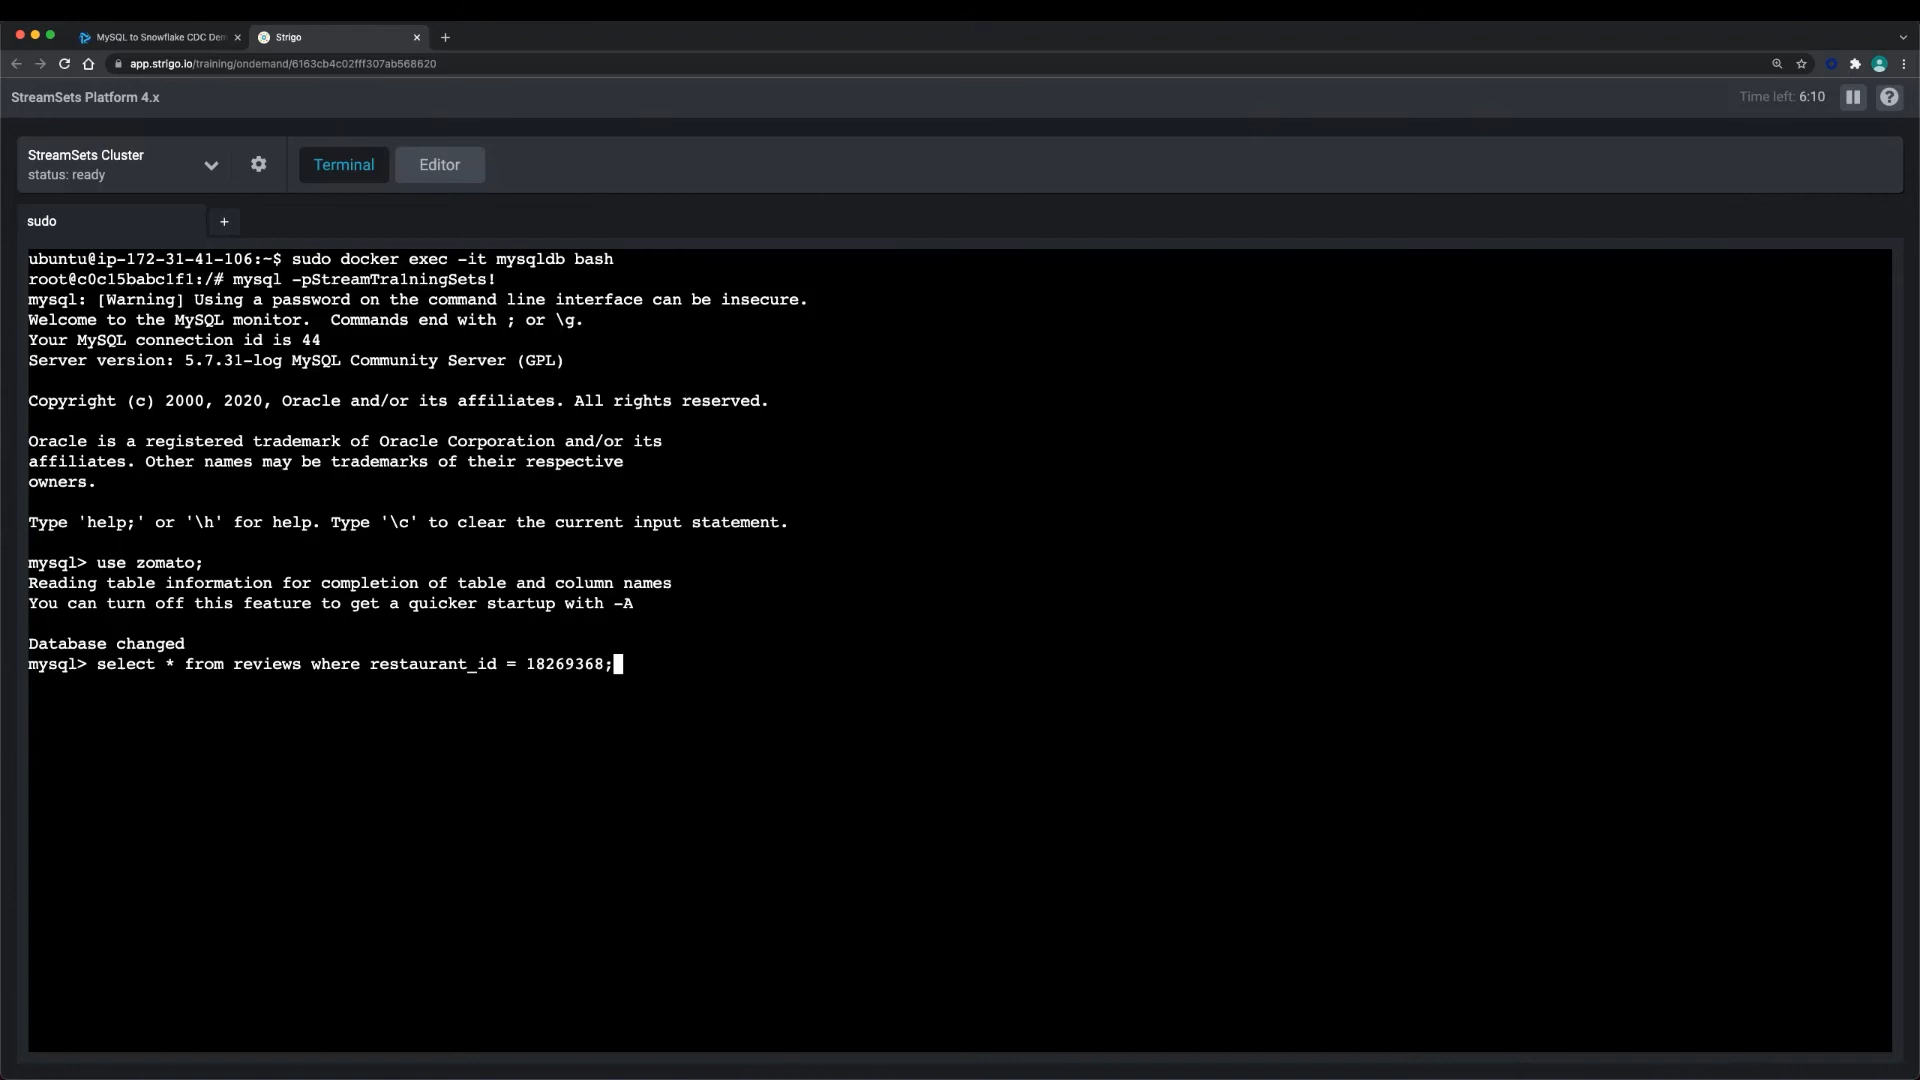 MySQL to Snowflake CDC Dem
Strigo
app.strigo.io/training/ondemand/6163cb4c02fff307ab568620
StreamSets Platform 4.x
Time left: 6:10
StreamSets Cluster
status: ready
Terminal
Editor
sudo
ubuntu@ip-172-31-41-106:~$ sudo docker exec -it mysqldb bash
root@c0c15babc1f1:/# mysql -pStreamTra1ningSets!
mysql: [Warning] Using a password on the command line interface can be insecure.
Welcome to the MySQL monitor.  Commands end with ; or \g.
Your MySQL connection id is 44
Server version: 5.7.31-log MySQL Community Server (GPL)
Copyright (c) 2000, 2020, Oracle and/or its affiliates. All rights reserved.
Oracle is a registered trademark of Oracle Corporation and/or its
affiliates. Other names may be trademarks of their respective
owners.
Type 'help;' or '\h' for help. Type '\c' to clear the current input statement.
mysql> use zomato;
Reading table information for completion of table and column names
You can turn off this feature to get a quicker startup with -A
Database changed
mysql> select * from reviews where restaurant_id = 18269368;